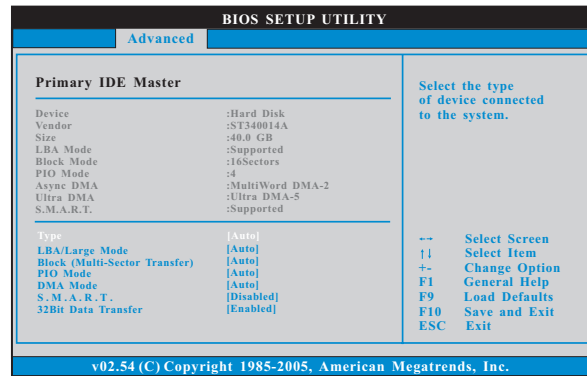 BIOS SETUP UTILITY
Advanced
Primary IDE Master
Device :Hard Disk
Vendor :ST340014A
Size :40.0 GB
LBA Mode :Supported
Block Mode :16Sectors
PIO Mode :4
Async DMA :MultiWord DMA-2
Ultra DMA :Ultra DMA-5
S.M.A.R.T. :Supported
Type [Auto]
LBA/Large Mode [Auto]
Block (Multi-Sector Transfer) [Auto]
PIO Mode [Auto]
DMA Mode [Auto]
S.M.A.R.T. [Disabled]
32Bit Data Transfer [Enabled]
Select the type
of device connected
to the system.
←→ Select Screen
↑↓ Select Item
+- Change Option
F1 General Help
F9 Load Defaults
F10 Save and Exit
ESC Exit
v02.54 (C) Copyright 1985-2005, American Megatrends, Inc.